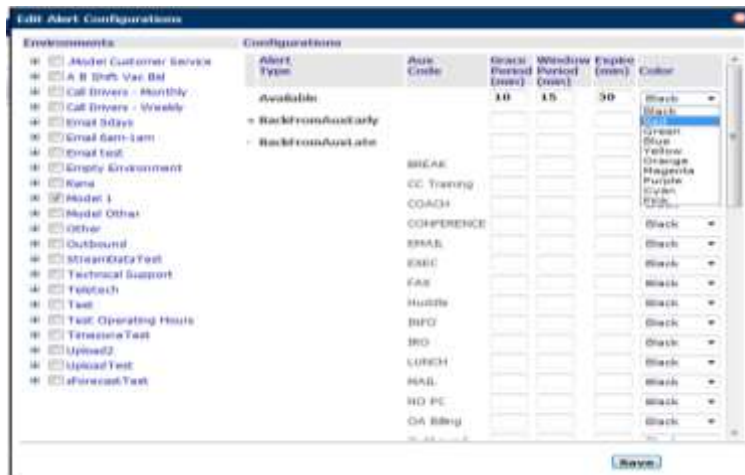 Edit Alert Configurations
Environments
Configurations
.Model Customer Service
A B Shift Vac Bal
Call Drivers - Monthly
Call Drivers - Weekly
Email 5days
Email 6am-1am
Email test
Empty Environment
Kana
Model 1
Model Other
Other
Outbound
StreamDataTest
Technical Support
Teletech
Test
Test Operating Hours
TimezoneTest
Upload2
UploadTest
zForecastTest
Alert Type
Aux Code
Grace Period (min)
Window Period (min)
Expire (min)
Color
Available 10 15 30 Black
+ BackFromAuxEarly
- BackFromAuxLate
Black
Red
Green
Blue
Yellow
Orange
Magenta
Purple
Cyan
Pink
BREAK
CC Training
COACH
CONFERENCE Black
EMAIL Black
EXEC Black
FAX Black
Huddle Black
INFO Black
IRO Black
LUNCH Black
MAIL Black
NO PC Black
OA Billing Black
Save